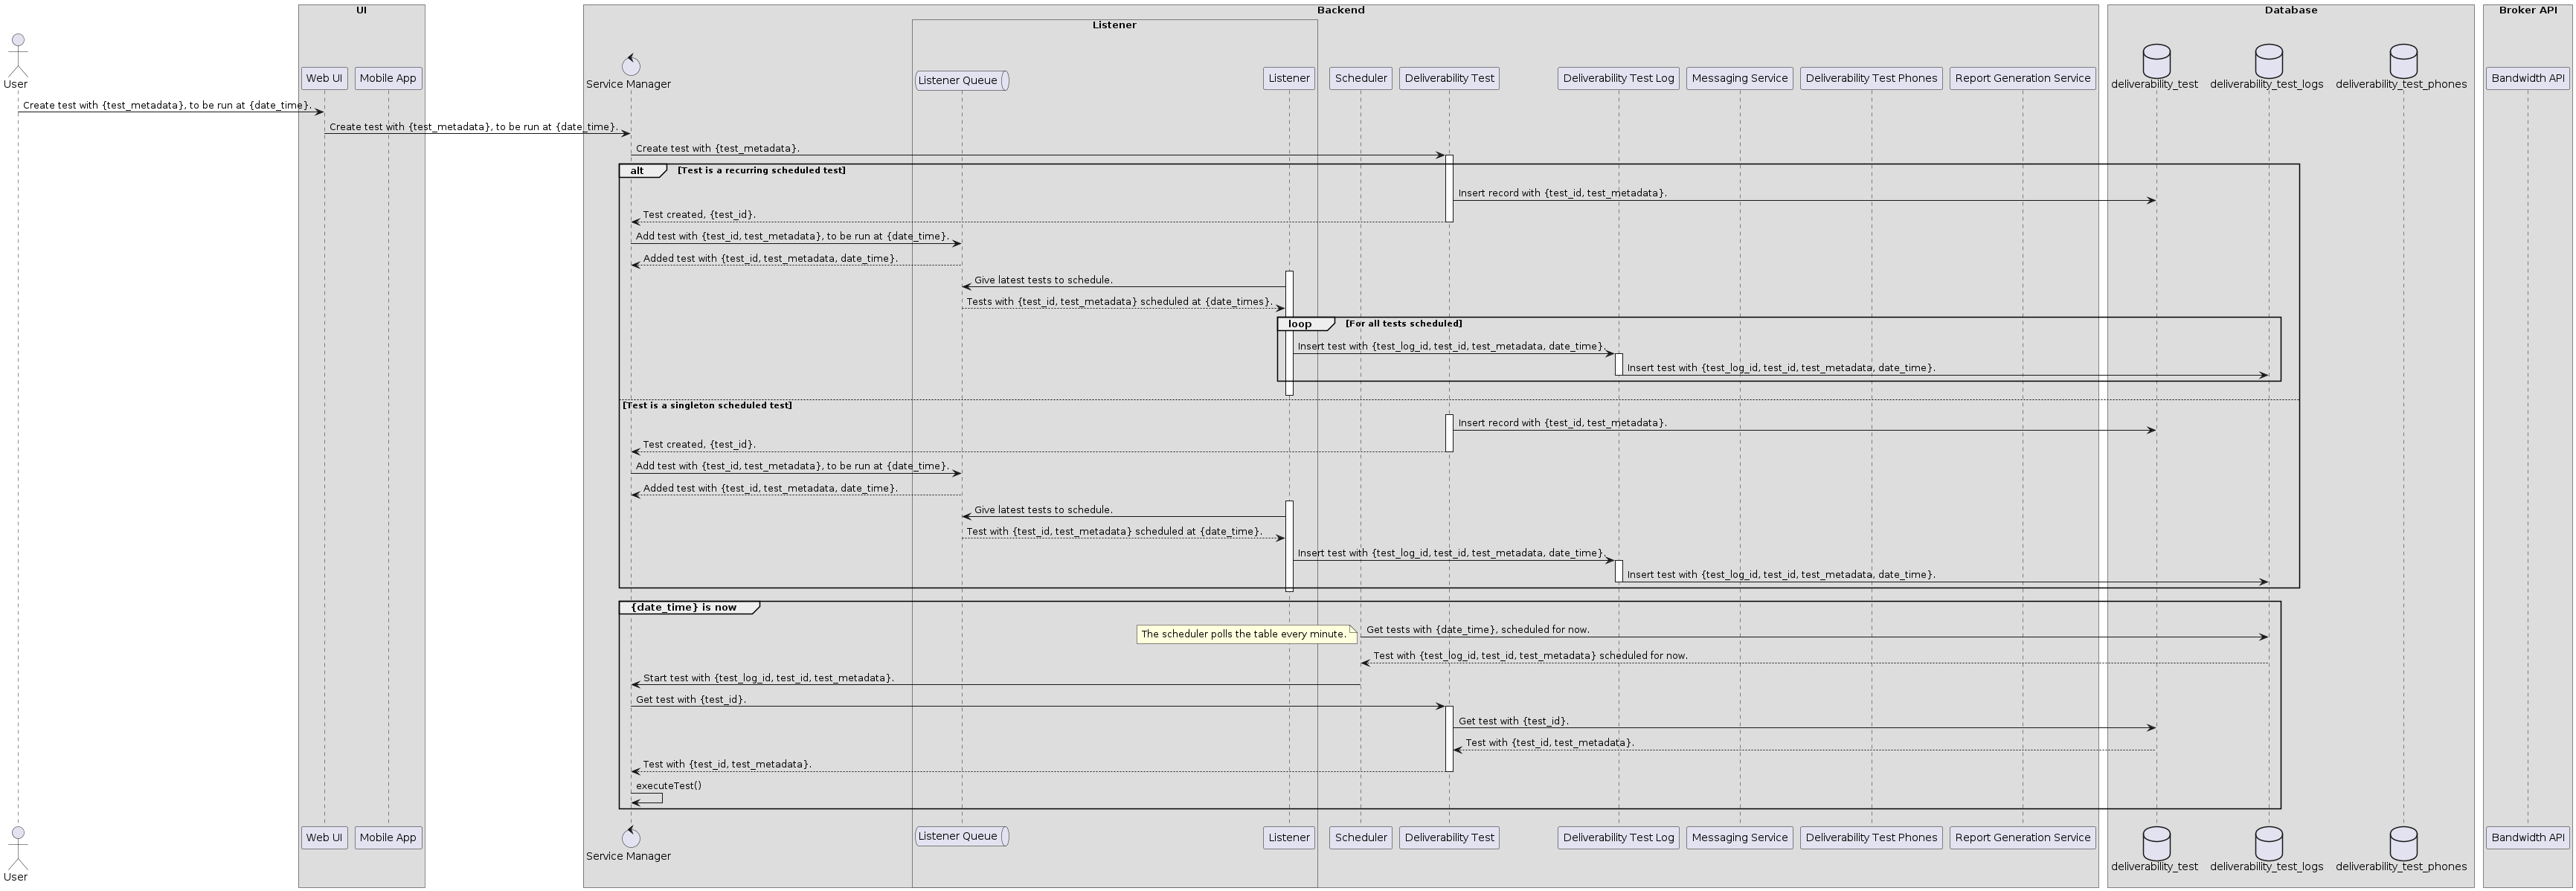 UI
Backend
Database
Broker API
Listener
User
Web UI
Mobile App
Service Manager
Listener Queue
Listener
Scheduler
Deliverability Test
Deliverability Test Log
Messaging Service
Deliverability Test Phones
Report Generation Service
deliverability_test
deliverability_test_logs
deliverability_test_phones
Bandwidth API
Create test with {test_metadata}, to be run at {date_time}.
Create test with {test_metadata}, to be run at {date_time}.
Create test with {test_metadata}.
alt [Test is a recurring scheduled test]
Insert record with {test_id, test_metadata}.
Test created, {test_id}.
Add test with {test_id, test_metadata}, to be run at {date_time}.
Added test with {test_id, test_metadata, date_time}.
Give latest tests to schedule.
Tests with {test_id, test_metadata} scheduled at {date_times}.
loop [For all tests scheduled]
Insert test with {test_log_id, test_id, test_metadata, date_time}.
Insert test with {test_log_id, test_id, test_metadata, date_time}.
[Test is a singleton scheduled test]
Insert record with {test_id, test_metadata}.
Test created, {test_id}.
Add test with {test_id, test_metadata}, to be run at {date_time}.
Added test with {test_id, test_metadata, date_time}.
Give latest tests to schedule.
Test with {test_id, test_metadata} scheduled at {date_time}.
Insert test with {test_log_id, test_id, test_metadata, date_time}.
Insert test with {test_log_id, test_id, test_metadata, date_time}.
{date_time} is now
The scheduler polls the table every minute.
Get tests with {date_time}, scheduled for now.
Test with {test_log_id, test_id, test_metadata} scheduled for now.
Start test with {test_log_id, test_id, test_metadata}.
Get test with {test_id}.
Get test with {test_id}.
Test with {test_id, test_metadata}.
Test with {test_id, test_metadata}.
executeTest()
User
Web UI
Mobile App
Service Manager
Listener Queue
Listener
Scheduler
Deliverability Test
Deliverability Test Log
Messaging Service
Deliverability Test Phones
Report Generation Service
deliverability_test
deliverability_test_logs
deliverability_test_phones
Bandwidth API